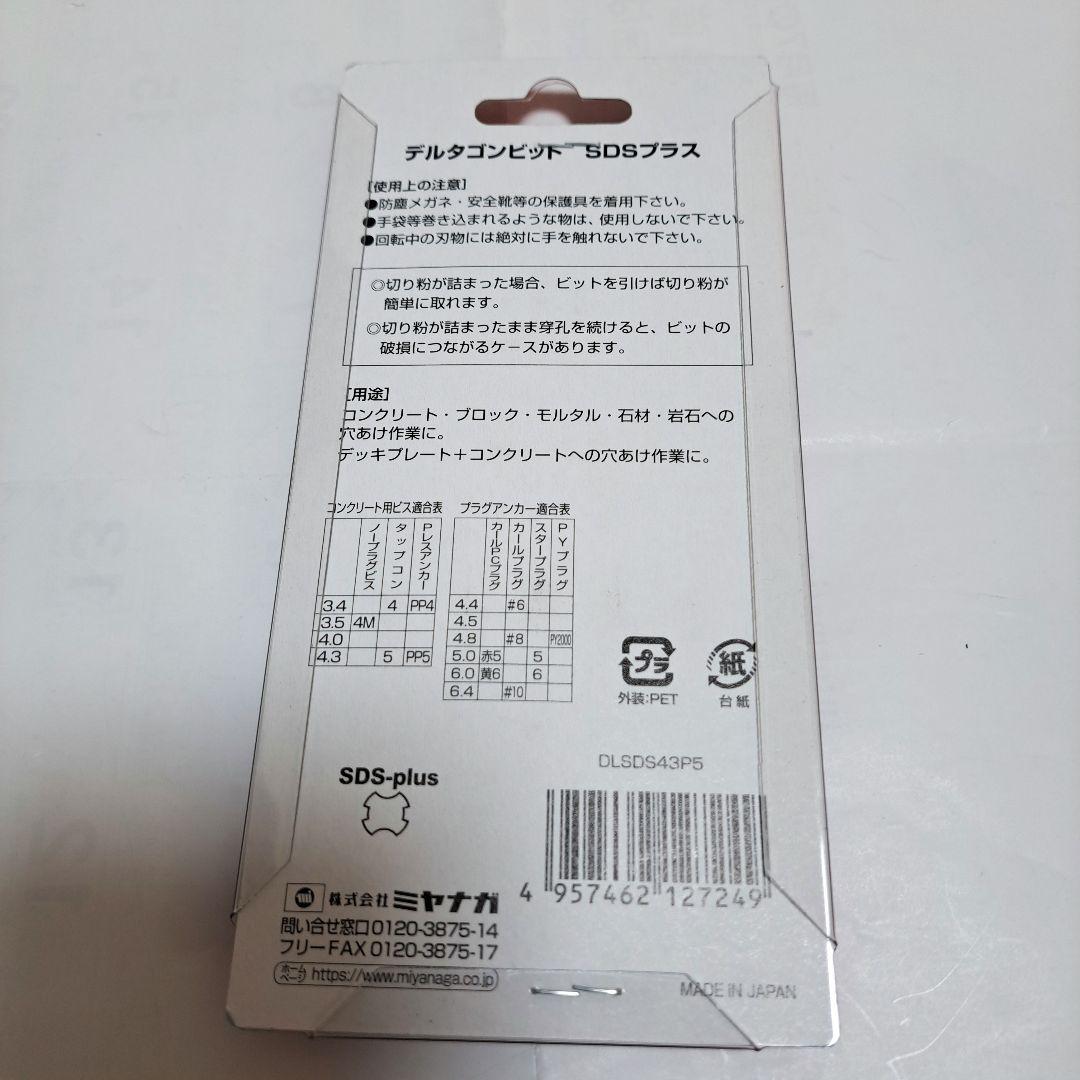 デルタゴンビット SDSプラス
[使用上の注意]
●防塵メガネ・安全靴等の保護具を着用下さい。
●手袋等巻き込まれるような物は、使用しないで下さい。
●回転中の刃物には絶対に手を触れないで下さい。
◎切り粉が詰まった場合、ビットを引けば切り粉が
簡単に取れます。
◎切り粉が詰まったまま穿孔を続けると、ビットの
破損につながるケースがあります。
[用途]
コンクリート・ブロック・モルタル・石材・岩石への
穴あけ作業に。
デッキプレート+コンクリートへの穴あけ作業に。
コンクリート用ビス適合表
ノープラグビス タップコン Pレスアンカー
3.4 4 PP4
3.5 4M
4.0
4.3 5 PP5
プラグアンカー適合表
カールPCプラグ カールプラグ スタープラグ PYプラグ
4.4 #6
4.5
4.8 #8 PY2000
5.0 赤5 5
6.0 黄6 6
6.4 #10
プラ
外装:PET
紙
台紙
DLSDS43P5
SDS-plus
4 957462 127249
mi 株式会社 ミヤナガ
問い合せ窓口 0120-3875-14
フリーFAX 0120-3875-17
ホームページ https://www.miyanaga.co.jp
MADE IN JAPAN